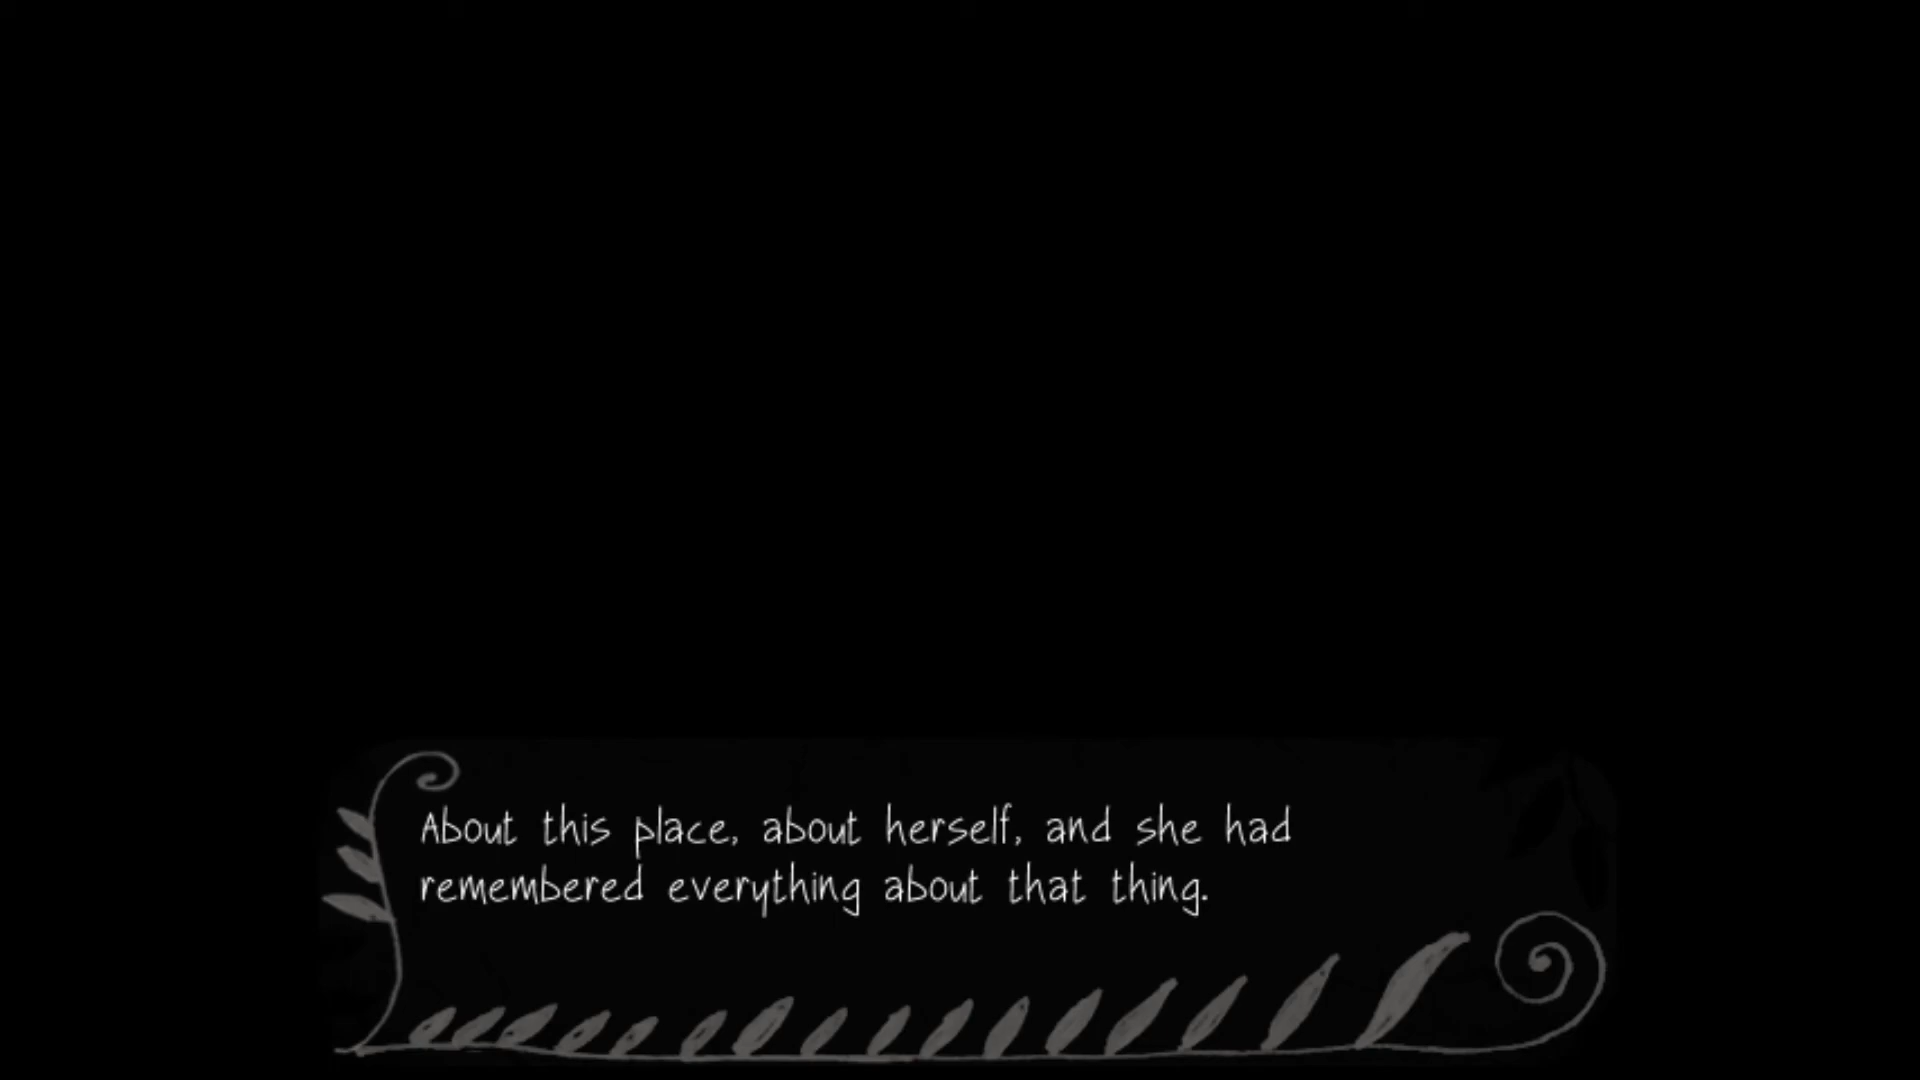 About this place, about herself, and she had
remembered everything about that thing.